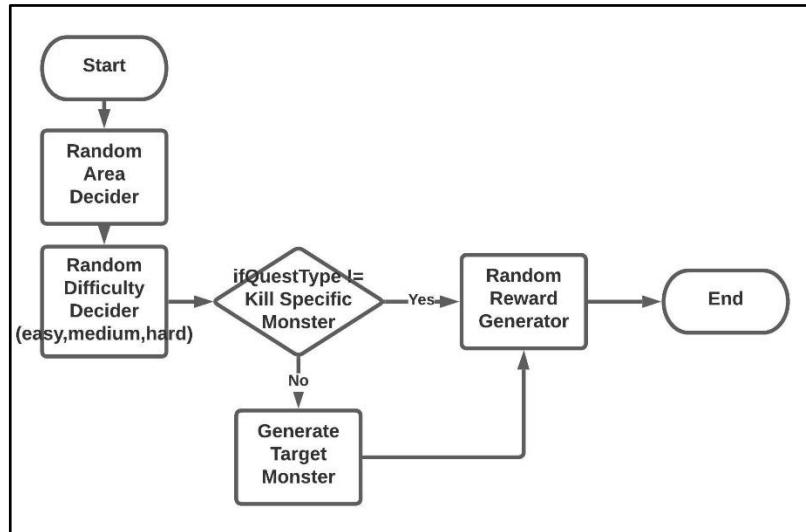 Start
Random
Area
Decider
Random
Difficulty
Decider
(easy,medium,hard)
ifQuestType !=
Kill Specific
Monster
Yes
No
Generate
Target
Monster
Random
Reward
Generator
End